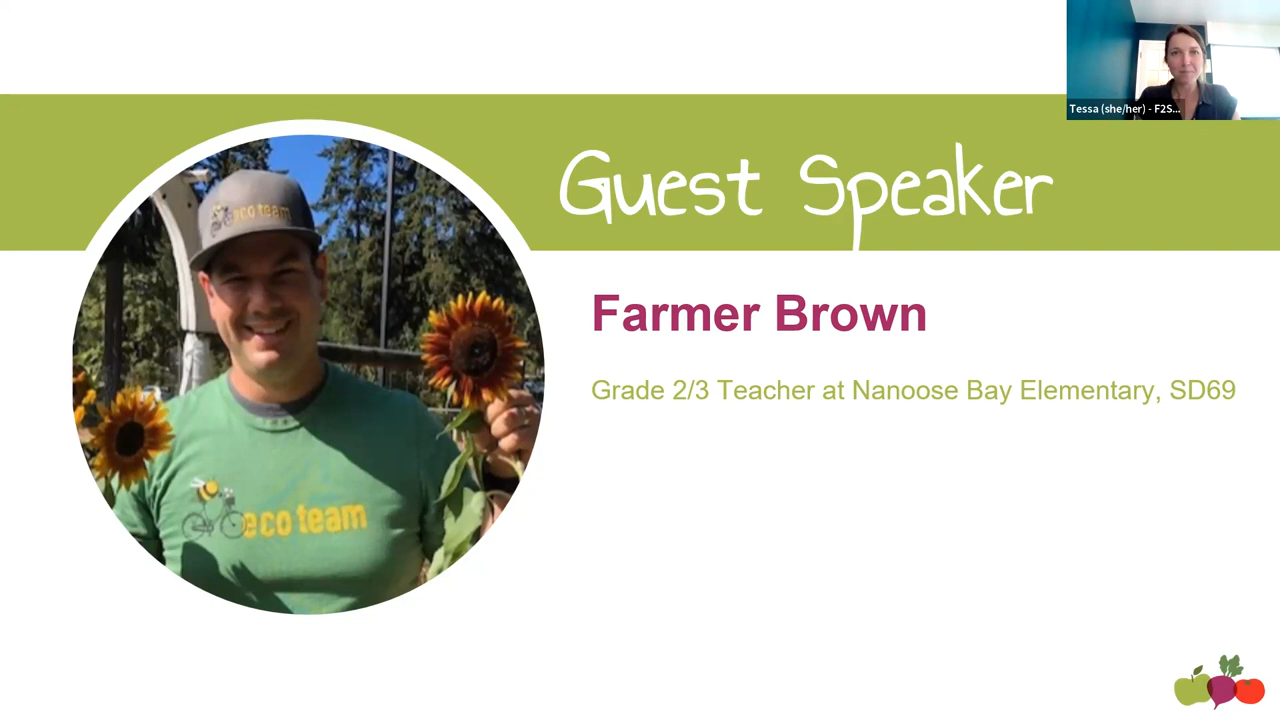 Tessa (she/her) - F2S...
Guest Speaker
eco team
Farmer Brown
Grade 2/3 Teacher at Nanoose Bay Elementary, SD69
eco team